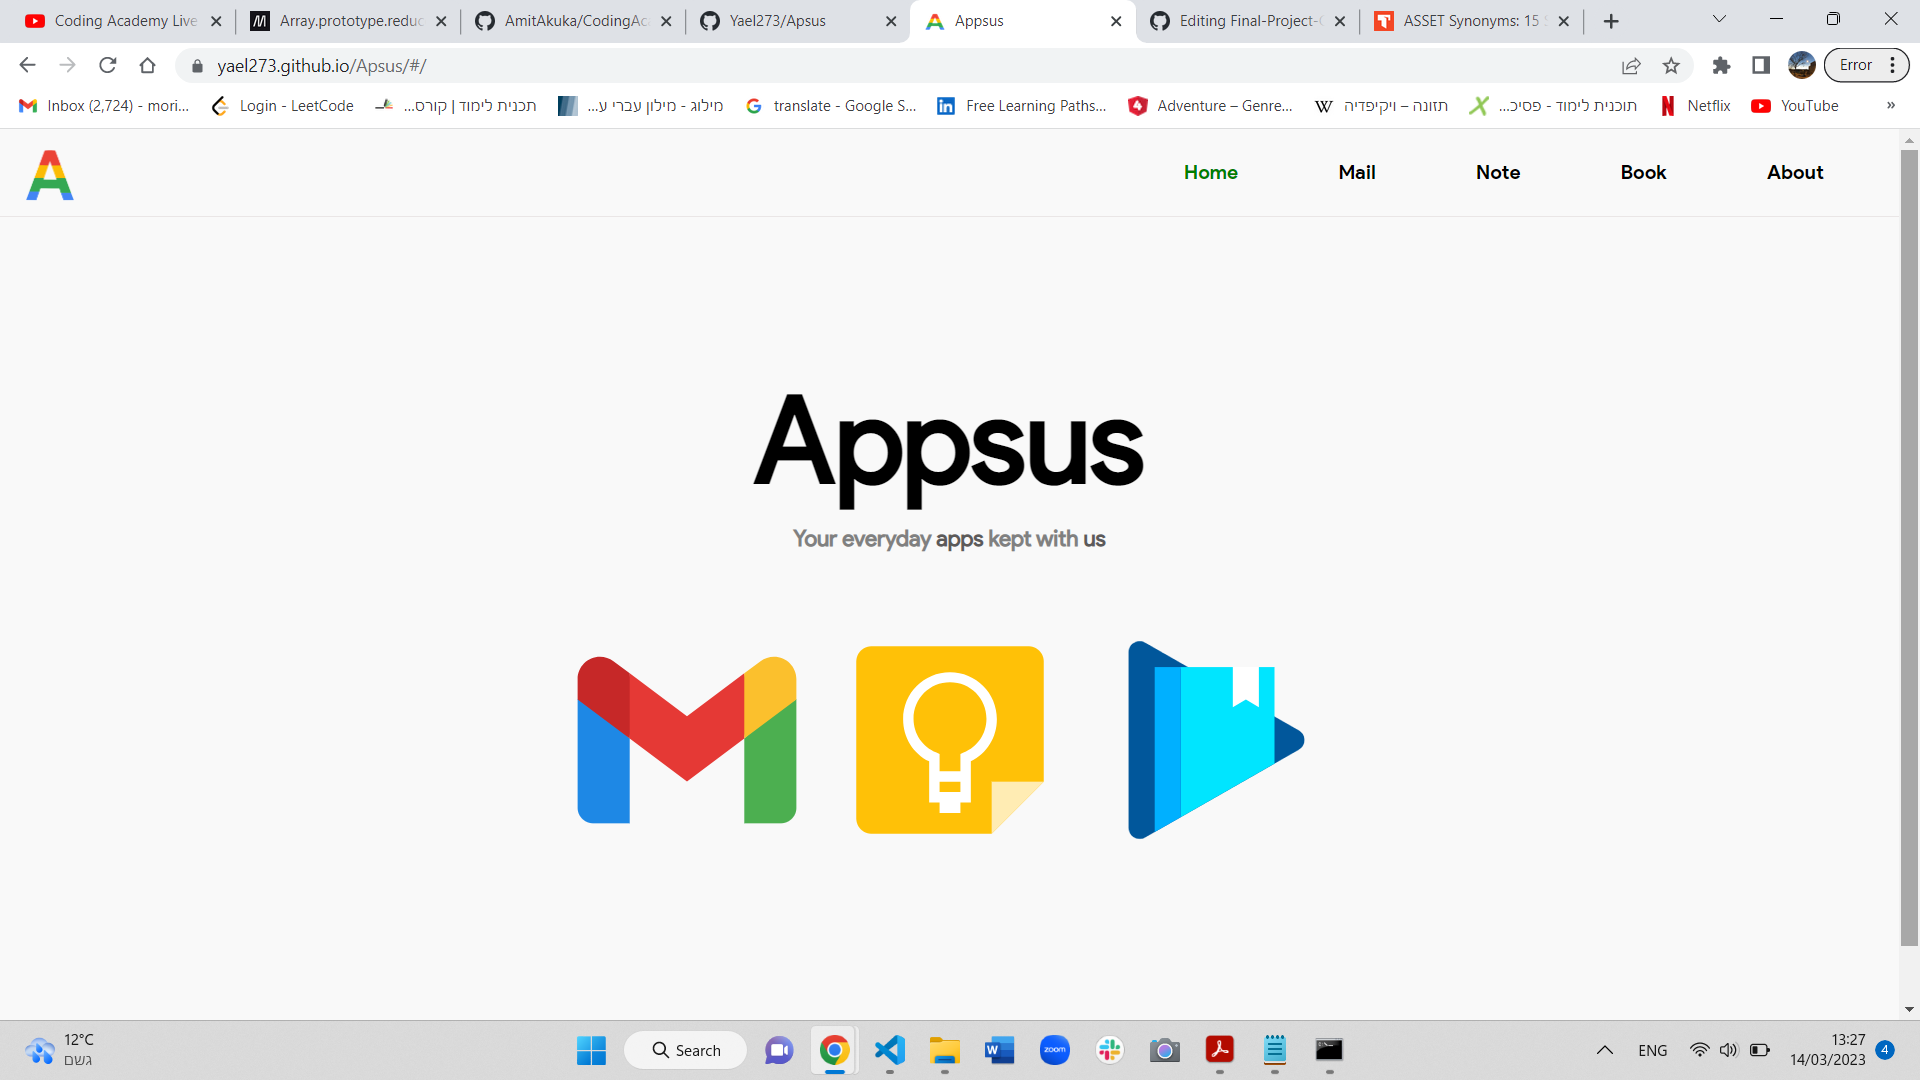 Coding Academy Live
Array.prototype.reduc
AmitAkuka/CodingAc
Yael273/Apsus
Appsus
Editing Final-Project-
ASSET Synonyms: 15
yael273.github.io/Apsus/#/
Error
Inbox (2,724) - mori...
Login - LeetCode
תכנית לימוד | קורס...
מילוג - מילון עברי ע...
translate - Google S...
Free Learning Paths...
Adventure – Genre...
תזונה – ויקיפדיה
תוכנית לימוד - פסיכ...
Netflix
YouTube
»
Home
Mail
Note
Book
About
Appsus
Your everyday apps kept with us
12°C
גשם
Search
zoom
ENG
13:27
14/03/2023
4